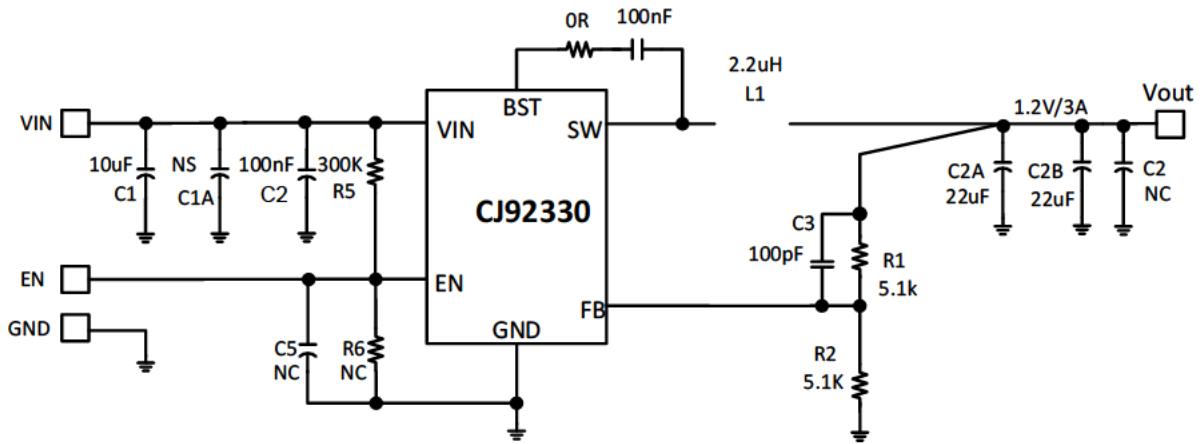 0R
100nF
2.2uH
L1
BST
VIN
VIN
SW
1.2V/3A
Vout
10uF
C1
NS
C1A
100nF
C2
300K
R5
CJ92330
C2A
22uF
C2B
22uF
C2
NC
C3
100pF
R1
5.1k
EN
EN
FB
GND
GND
C5
NC
R6
NC
R2
5.1K